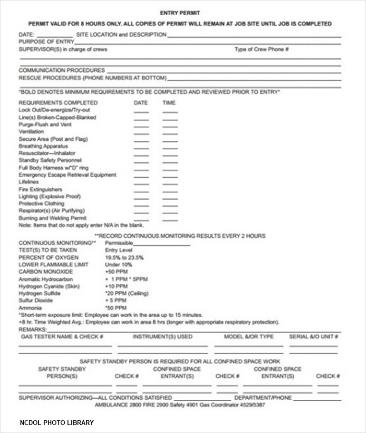 ENTRY PERMIT
PERMIT VALID FOR 8 HOURS ONLY. ALL COPIES OF PERMIT WILL REMAIN AT JOB SITE UNTIL JOB IS COMPLETED
DATE: SITE LOCATION and DESCRIPTION
PURPOSE OF ENTRY
SUPERVISOR(S) in charge of crews Type of Crew Phone #
COMMUNICATION PROCEDURES
RESCUE PROCEDURES (PHONE NUMBERS AT BOTTOM)
*BOLD DENOTES MINIMUM REQUIREMENTS TO BE COMPLETED AND REVIEWED PRIOR TO ENTRY*
REQUIREMENTS COMPLETED DATE TIME
Lock Out/De-energize/Try-out
Line(s) Broken-Capped-Blanked
Purge-Flush and Vent
Ventilation
Secure Area (Post and Flag)
Breathing Apparatus
Resuscitator—Inhalator
Standby Safety Personnel
Full Body Harness w/"D" ring
Emergency Escape Retrieval Equipment
Lifelines
Fire Extinguishers
Lighting (Explosive Proof)
Protective Clothing
Respirator(s) (Air Purifying)
Burning and Welding Permit
Note: Items that do not apply enter N/A in the blank.
**RECORD CONTINUOUS MONITORING RESULTS EVERY 2 HOURS
CONTINUOUS MONITORING** Permissible
TEST(S) TO BE TAKEN Entry Level
PERCENT OF OXYGEN 19.5% to 23.5%
LOWER FLAMMABLE LIMIT Under 10%
CARBON MONOXIDE +50 PPM
Aromatic Hydrocarbon + 1 PPM * 5PPM
Hydrogen Cyanide (Skin) +10 PPM
Hydrogen Sulfide *20 PPM (Ceiling)
Sulfur Dioxide + 5 PPM
Ammonia *50 PPM
*Short-term exposure limit: Employee can work in the area up to 15 minutes.
+8 hr. Time Weighted Avg.: Employee can work in area 8 hrs (longer with appropriate respiratory protection).
REMARKS:
GAS TESTER NAME & CHECK # INSTRUMENT(S) USED MODEL &/OR TYPE SERIAL &/O UNIT #
SAFETY STANDBY PERSON IS REQUIRED FOR ALL CONFINED SPACE WORK
SAFETY STANDBY CONFINED SPACE CONFINED SPACE
PERSON(S) CHECK # ENTRANT(S) CHECK # ENTRANT(S) CHECK #
SUPERVISOR AUTHORIZING—ALL CONDITIONS SATISFIED DEPARTMENT/PHONE
AMBULANCE 2800 FIRE 2900 Safety 4901 Gas Coordinator 4529/5387
NCDOL PHOTO LIBRARY